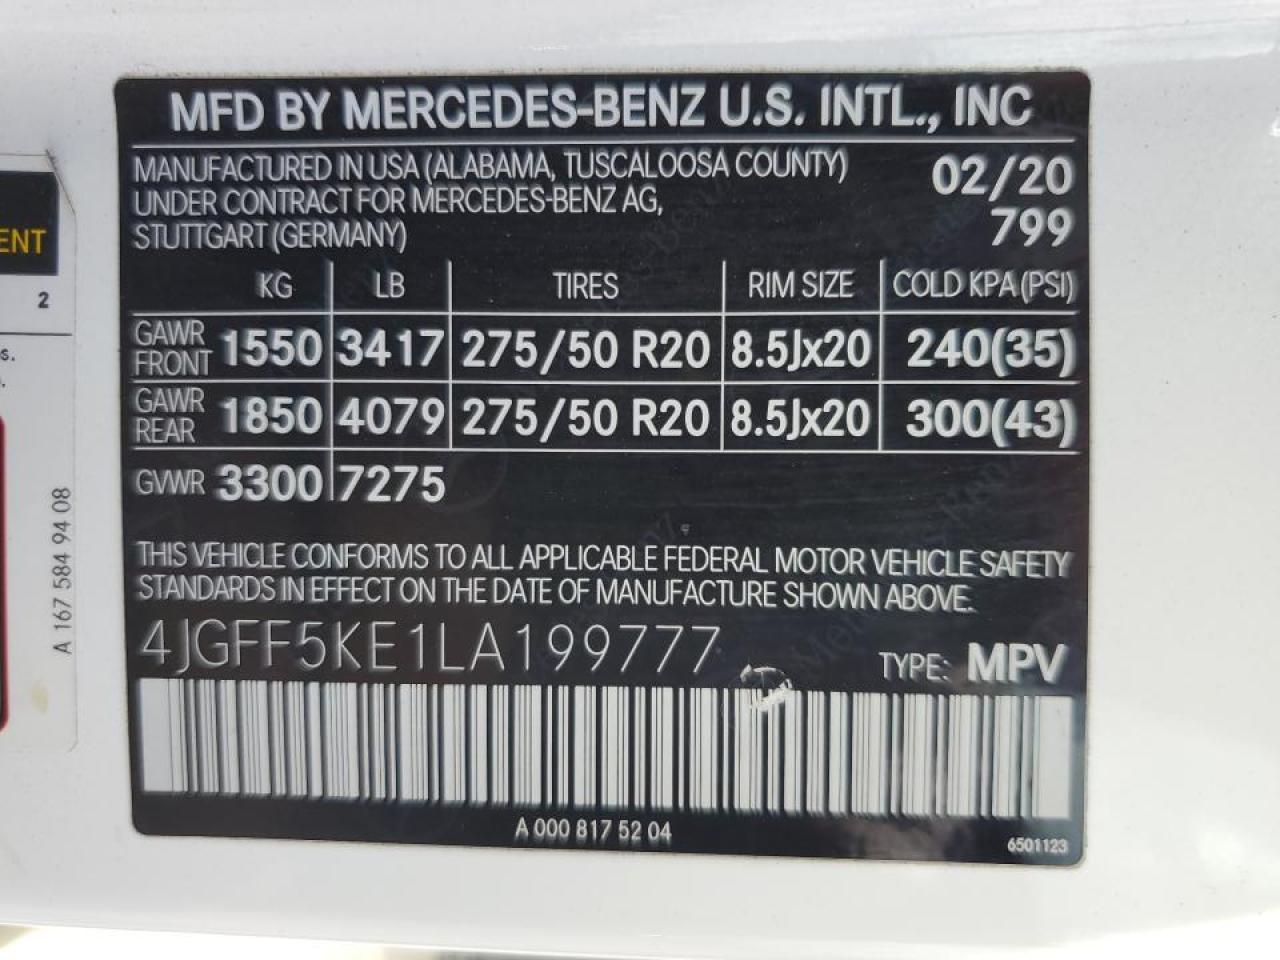 MFD BY MERCEDES-BENZ U.S. INTL., INC
MANUFACTURED IN USA (ALABAMA, TUSCALOOSA COUNTY) 02/20
UNDER CONTRACT FOR MERCEDES-BENZ AG, 799
STUTTGART (GERMANY)
KG LB TIRES RIM SIZE COLD KPA (PSI)
GAWR FRONT 1550 3417 275/50 R20 8.5Jx20 240(35)
GAWR REAR 1850 4079 275/50 R20 8.5Jx20 300(43)
GVWR 3300 7275
THIS VEHICLE CONFORMS TO ALL APPLICABLE FEDERAL MOTOR VEHICLE SAFETY
STANDARDS IN EFFECT ON THE DATE OF MANUFACTURE SHOWN ABOVE.
4JGFF5KE1LA199777 TYPE: MPV
A 000 817 52 04
6501123
2
A 167 584 94 08